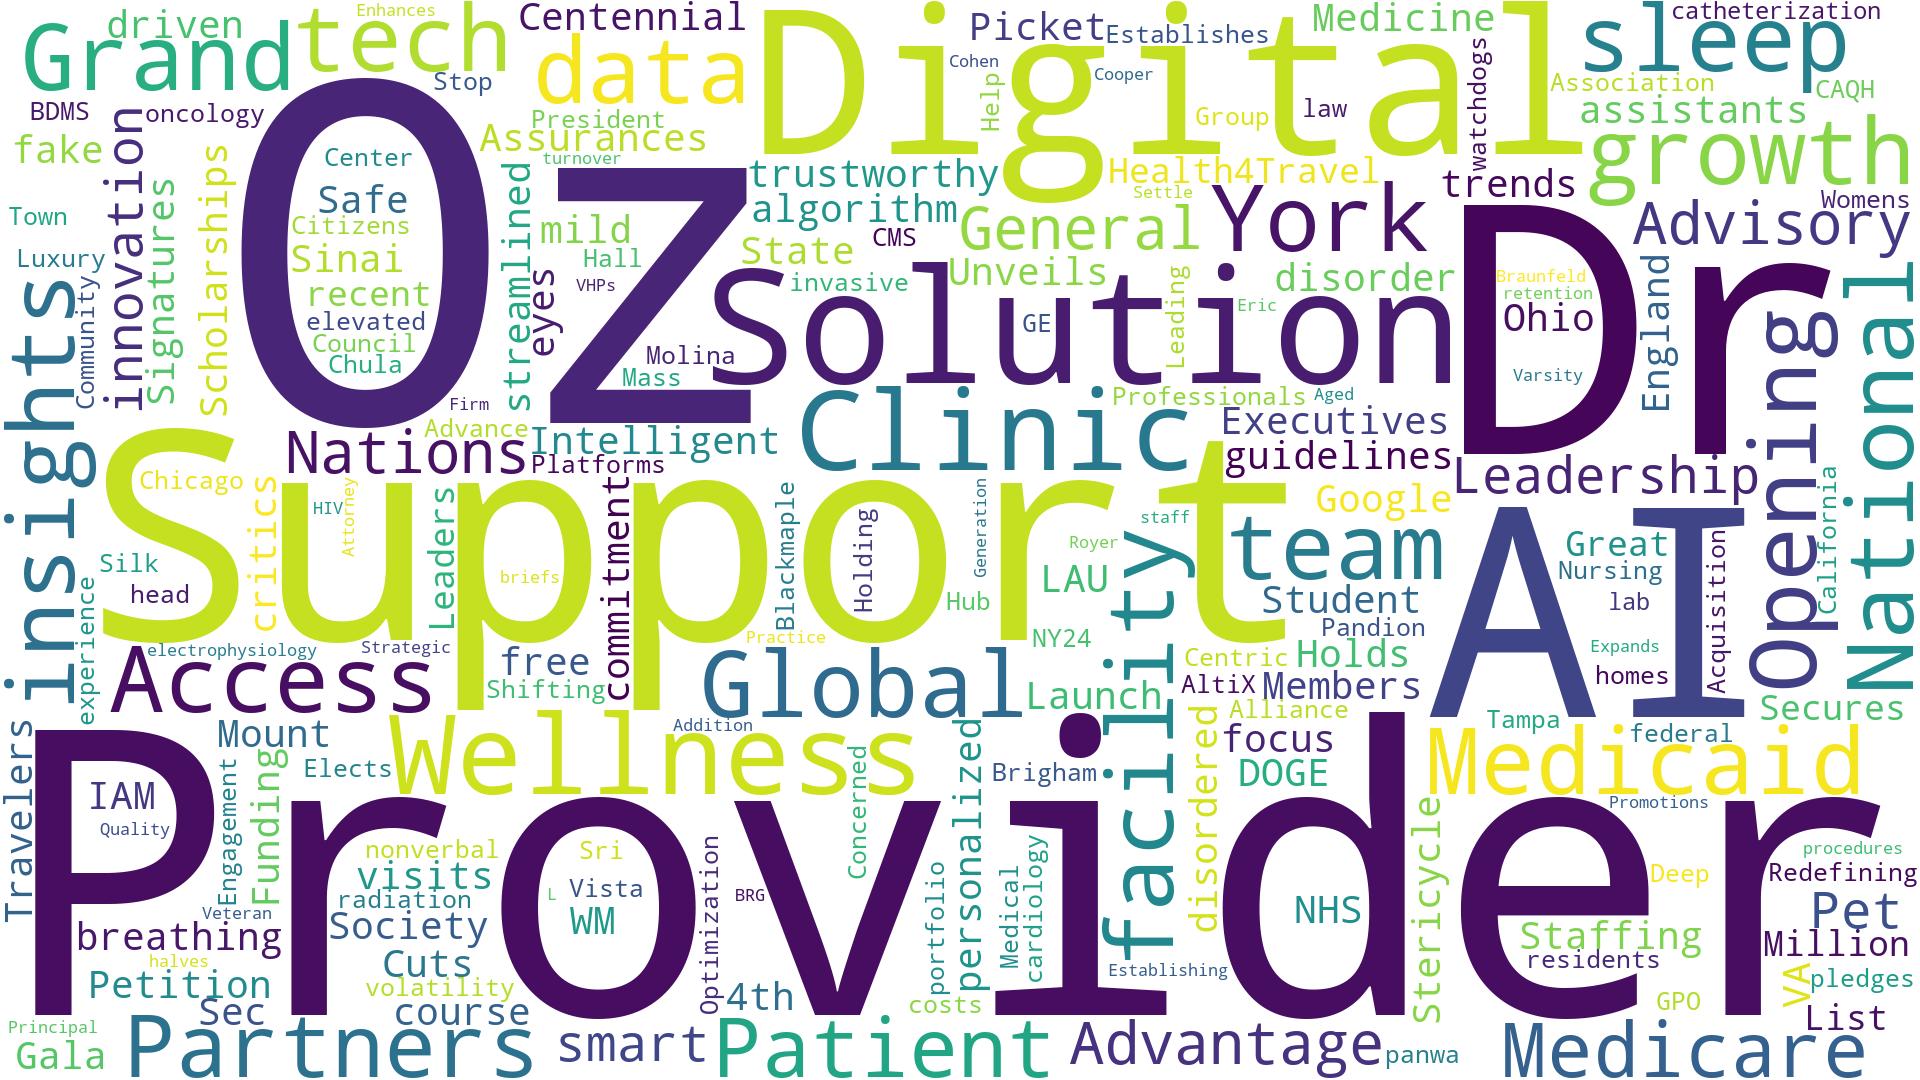 driven
Enhances
Centennial
Digital
Picket
Establishes
Medicine
sleep
catheterization
Grand
tech
Stop
data
Cohen
Cooper
Help
watchdogs
Association
CAQH
BDMS
oncology
President
Assurances
Group
law
assistants
fake
innovation
Oz
Center
turnover
trustworthy
Health4Travel
trends
growth
Scholarships
Signatures
Safe
streamlined
algorithm
Settle
York
Dr
Womens
Town
Citizens
mild
State
CMS
General
Advisory
Luxury
Sinai
Hall
eyes
invasive
Unveils
Leading
disorder
Braunfeld
England
National
Community
recent
VHPs
Solution
Eric
retention
Opening
insights
elevated
GE
Ohio
Council
Molina
Chula
Mass
Varsity
Firm
Clinic
Professionals
Aged
Advance
Executives
Nations
Intelligent
Platforms
guidelines
Leadership
Support
Chicago
critics
HIV
Attorney
Leaders
commitment
Blackmaple
Holding
Generation
staff
Google
California
Silk
briefs
Royer
team
AI
Great
Acquisition
head
LAU
Nursing
experience
Hub
facility
Student
lab
electrophysiology
Strategic
Practice
NY24
Pandion
Expands
Access
free
Global
Centric
Holds
homes
Shifting
Launch
AltiX
Members
Travelers
Mount
Wellness
Addition
Alliance
Tampa
Secures
Provider
Elects
Concerned
personalized
Brigham
disordered
focus
federal
IAM
Engagement
Funding
DOGE
Medicaid
Quality
nonverbal
Sri
Optimization
Stericycle
Promotions
visits
Vista
portfolio
Medical
cardiology
procedures
radiation
L
BRG
Deep
Redefining
Veteran
Society
WM
NHS
Pet
breathing
Staffing
Million
halves
Cuts
Establishing
residents
Petition
volatility
4th
VA
pledges
Sec
course
costs
GPO
List
Principal
Gala
Partners
smart
Patient
Advantage
panwa
Medicare